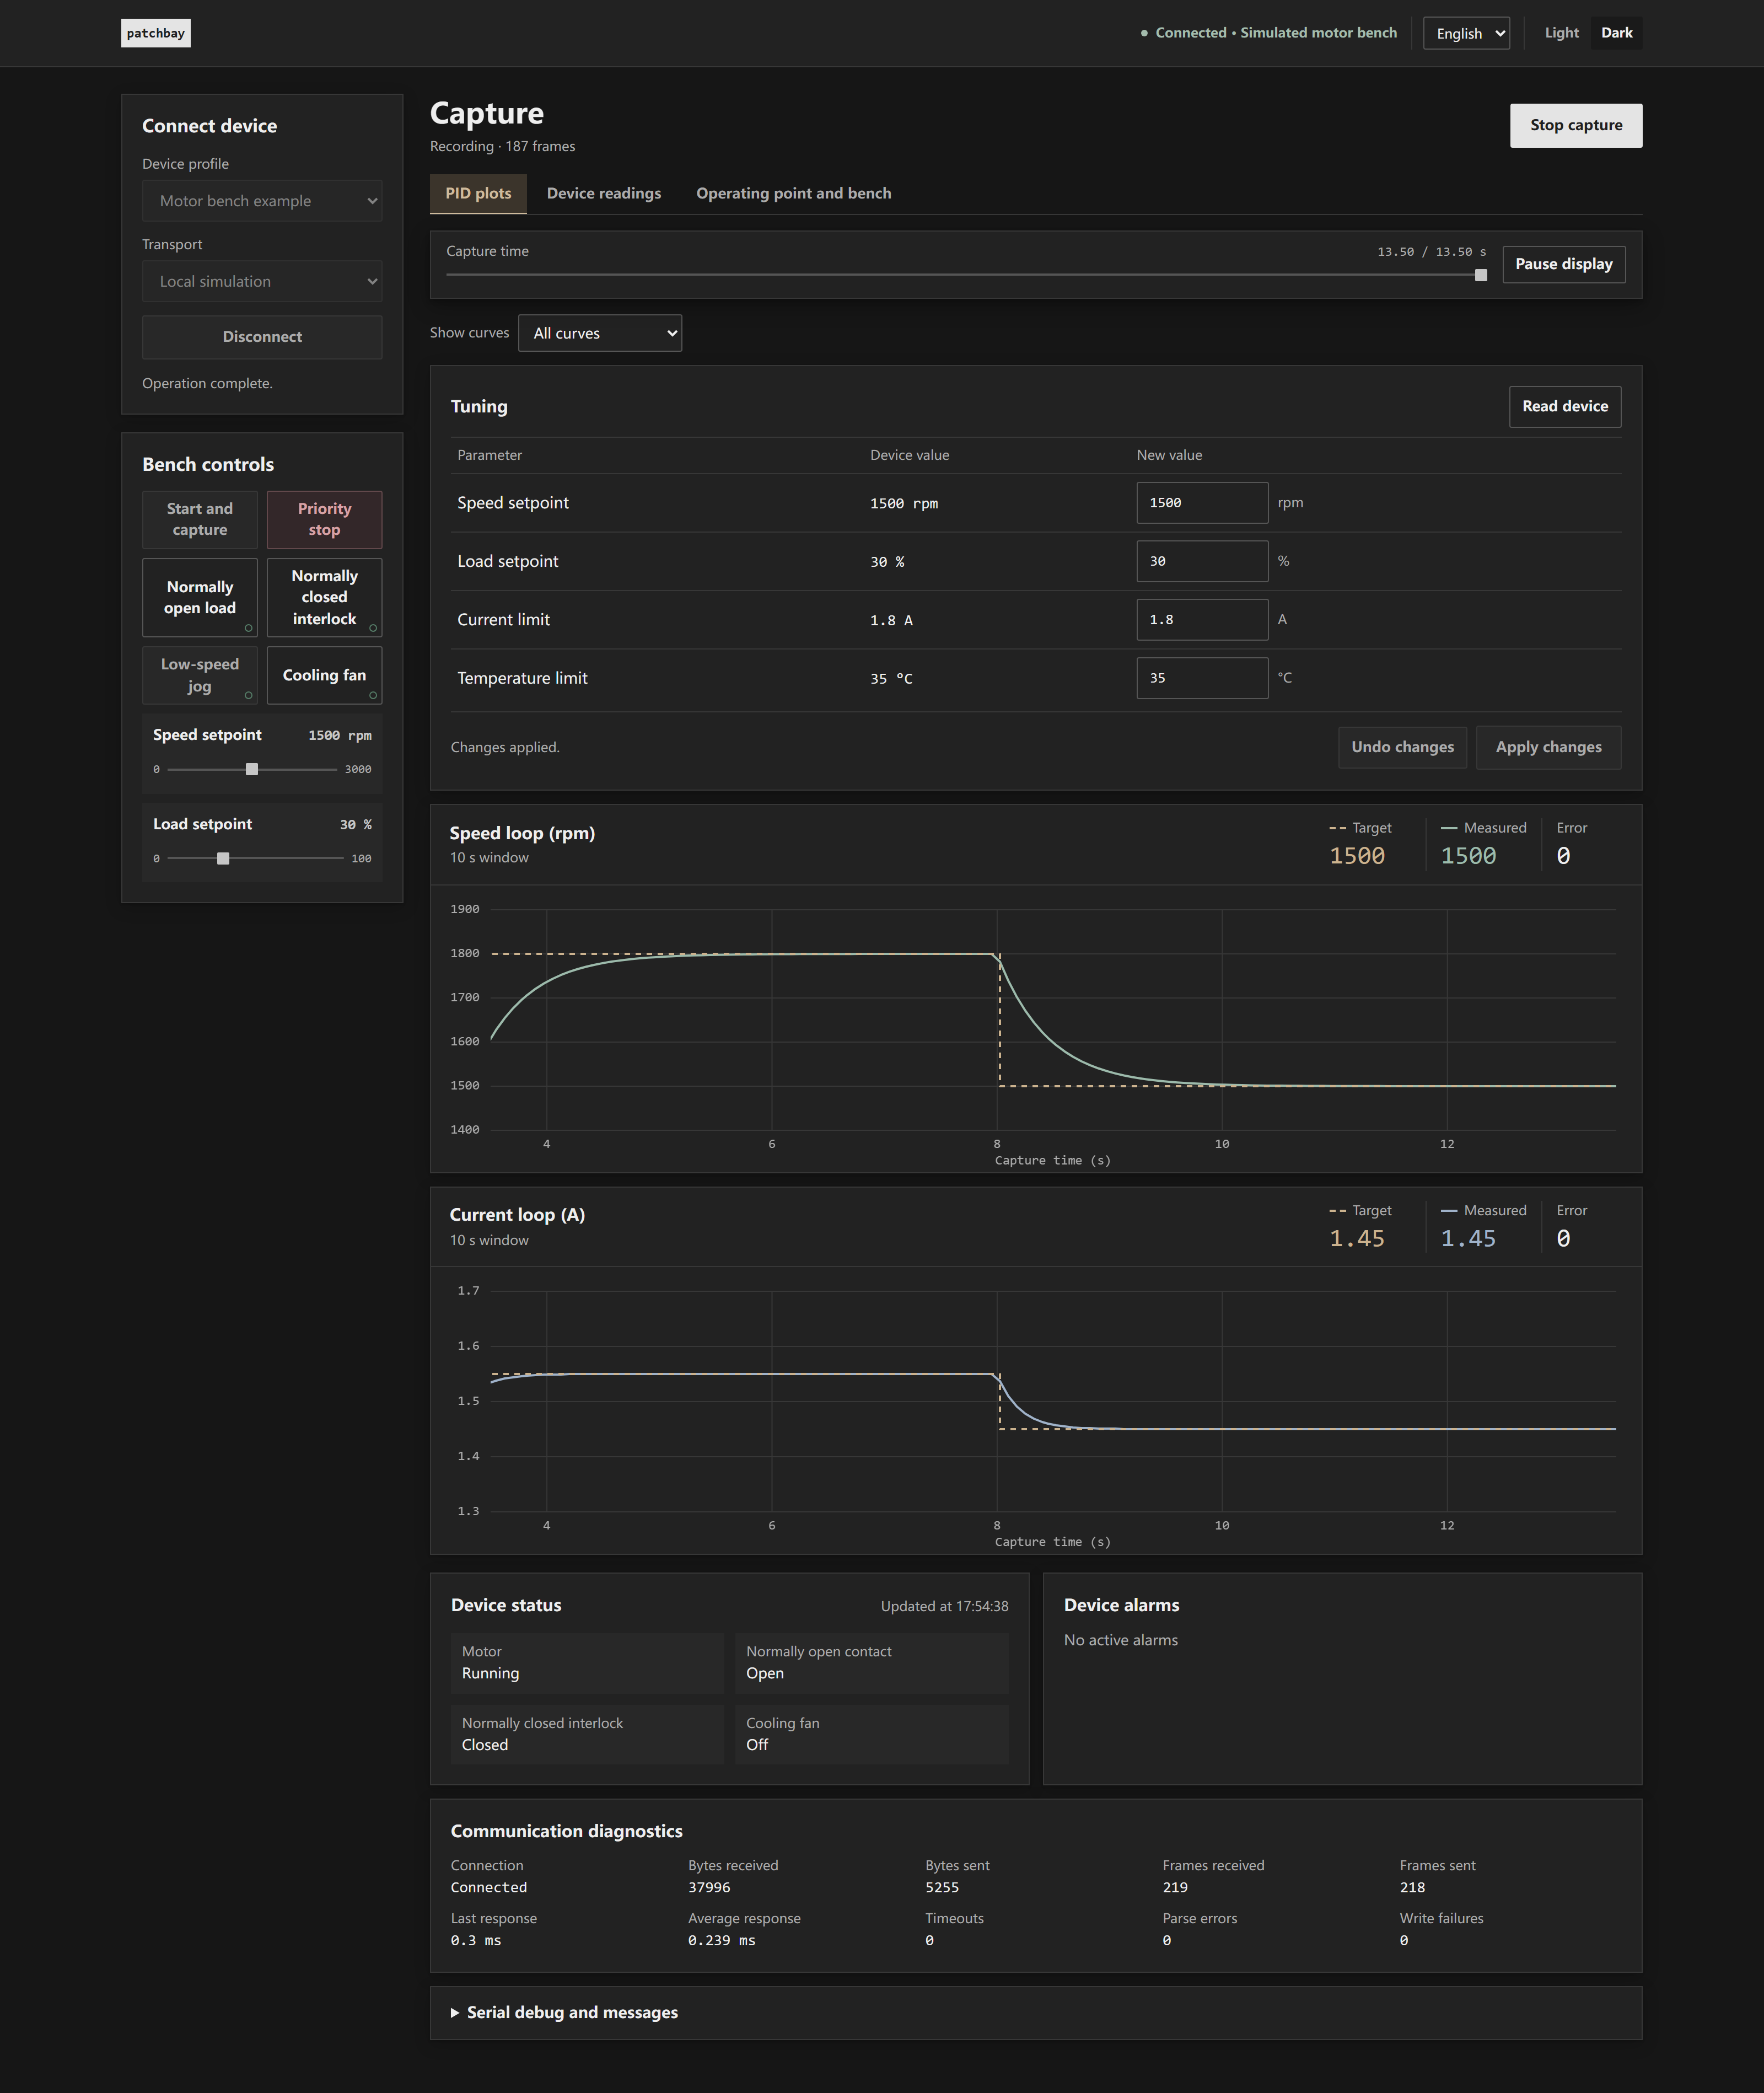 patchbay
Connected • Simulated motor bench
English
Light
Dark
Connect device
Device profile
Motor bench example
Transport
Local simulation
Disconnect
Operation complete.
Bench controls
Start and
capture
Priority
stop
Normally
open load
Normally
closed
interlock
Low-speed
jog
Cooling fan
Speed setpoint
1500 rpm
0
3000
Load setpoint
30 %
0
100
Capture
Recording · 187 frames
Stop capture
PID plots
Device readings
Operating point and bench
Capture time
13.50 / 13.50 s
Pause display
Show curves
All curves
Tuning
Read device
Parameter
Device value
New value
Speed setpoint
1500 rpm
1500
rpm
Load setpoint
30 %
30
%
Current limit
1.8 A
1.8
A
Temperature limit
35 °C
35
°C
Changes applied.
Undo changes
Apply changes
Speed loop (rpm)
10 s window
Target
1500
Measured
1500
Error
0
1900
1800
1700
1600
1500
1400
4
6
8
10
12
Capture time (s)
Current loop (A)
10 s window
Target
1.45
Measured
1.45
Error
0
1.7
1.6
1.5
1.4
1.3
4
6
8
10
12
Capture time (s)
Device status
Updated at 17:54:38
Motor
Running
Normally open contact
Open
Normally closed interlock
Closed
Cooling fan
Off
Device alarms
No active alarms
Communication diagnostics
Connection
Connected
Bytes received
37996
Bytes sent
5255
Frames received
219
Frames sent
218
Last response
0.3 ms
Average response
0.239 ms
Timeouts
0
Parse errors
0
Write failures
0
Serial debug and messages